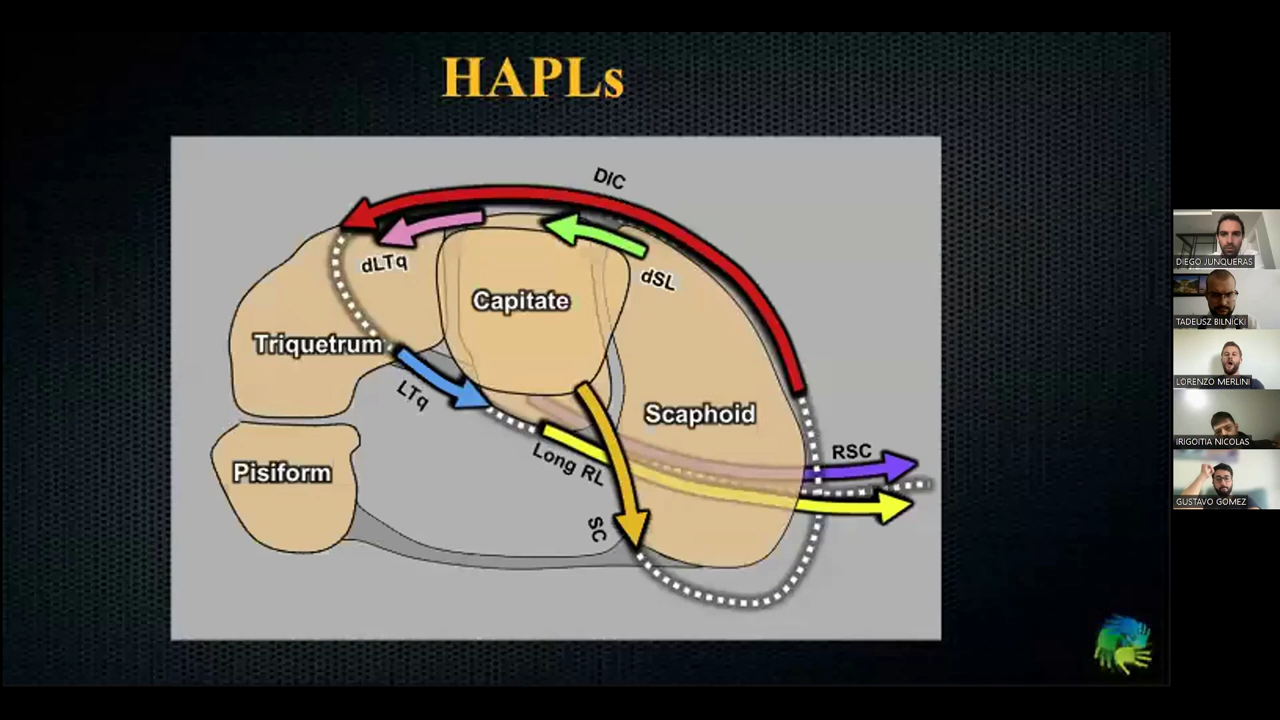 HAPLs
DIC
dLTq
dSL
Capitate
Triquetrum
LTq
Scaphoid
Long RL
RSC
Pisiform
SC
DIEGO JUNQUERAS
TADEUSZ BILNICKI
LORENZO MERLINI
IRIGOITIA NICOLAS
GUSTAVO GOMEZ